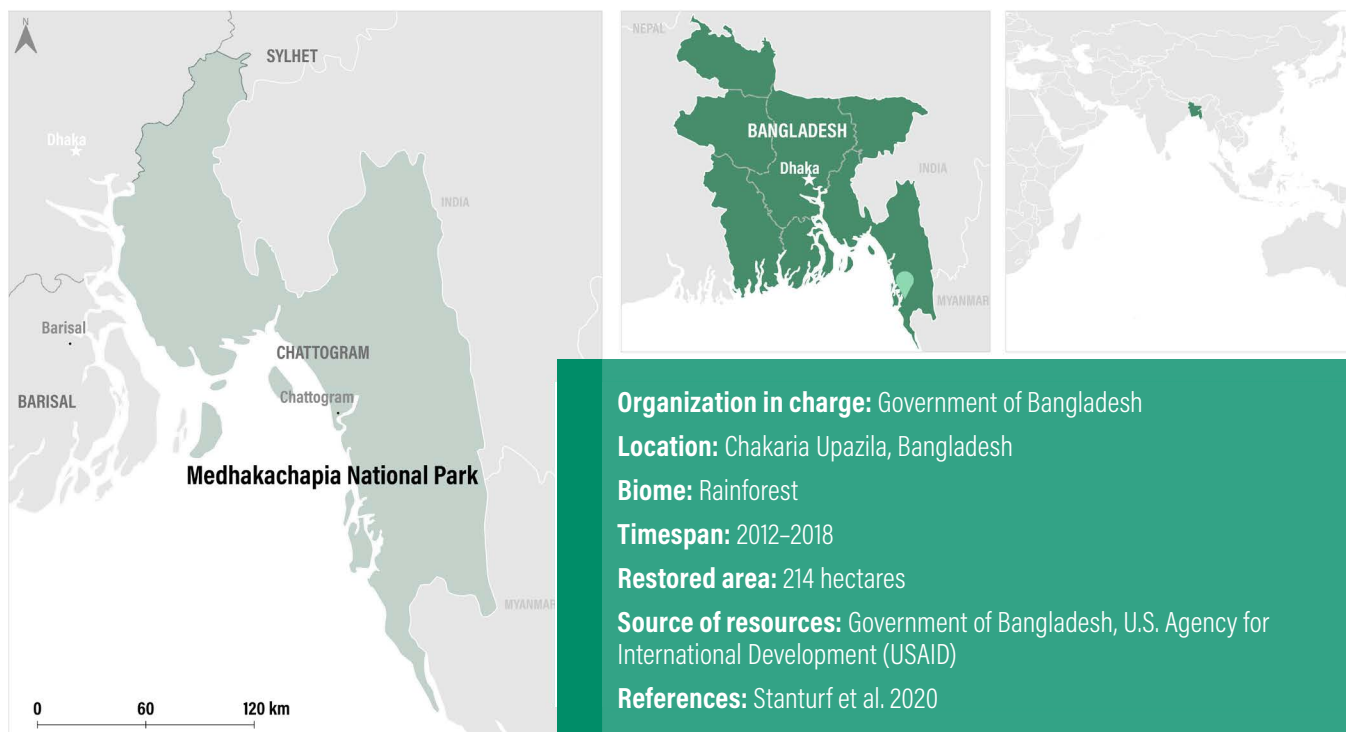 N
SYLHET
Dhaka
INDIA
Barisal
CHATTOGRAM
Chattogram
BARISAL
Medhakachapia National Park
MYANMAR
0 60 120 km
NEPAL
BANGLADESH
Dhaka
INDIA
MYANMAR
Organization in charge: Government of Bangladesh
Location: Chakaria Upazila, Bangladesh
Biome: Rainforest
Timespan: 2012–2018
Restored area: 214 hectares
Source of resources: Government of Bangladesh, U.S. Agency for
International Development (USAID)
References: Stanturf et al. 2020